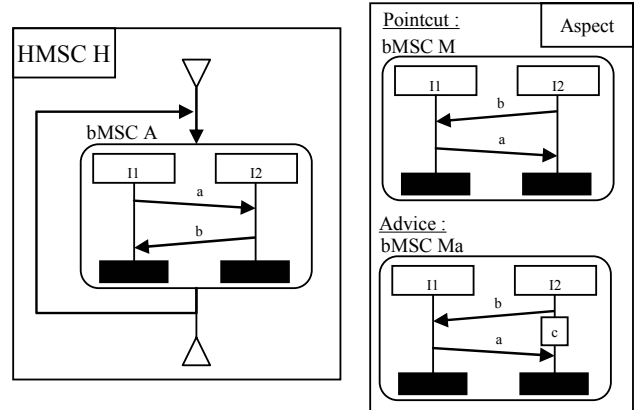 HMSC H
bMSC A
I1
I2
a
b
Aspect
Pointcut :
bMSC M
I1
I2
b
a
Advice :
bMSC Ma
I1
I2
b
c
a